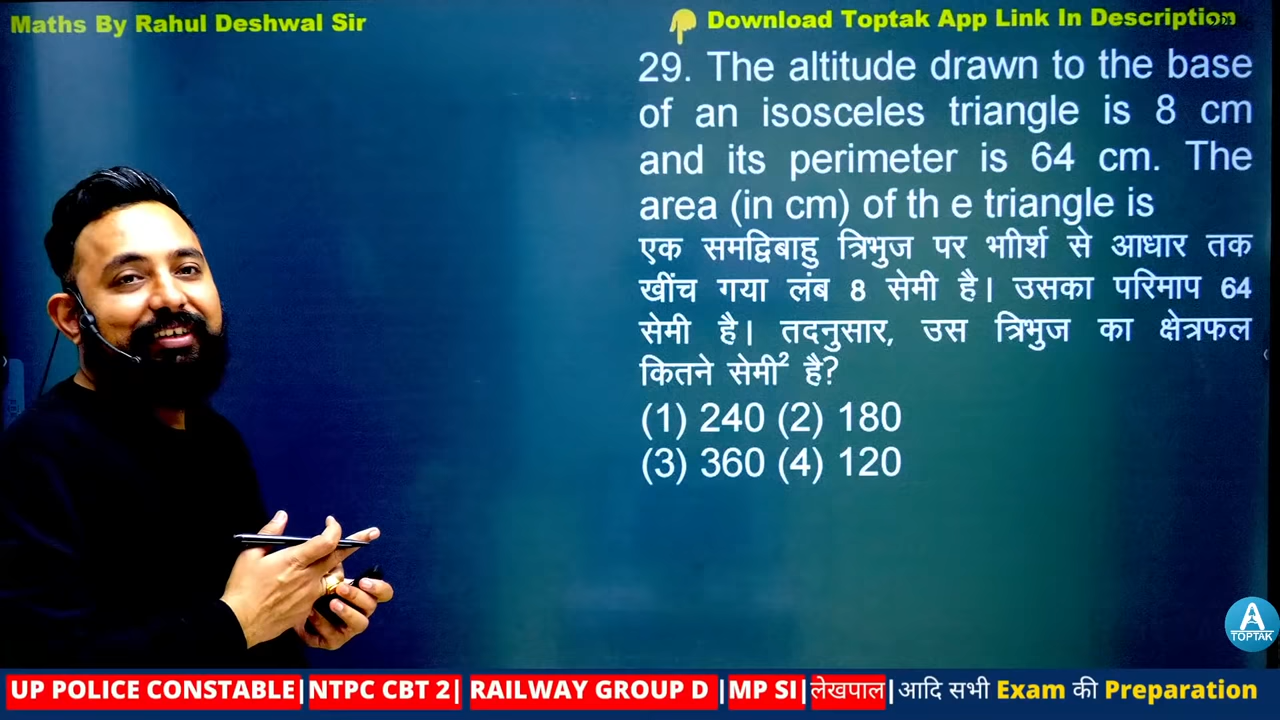 Maths By Rahul Deshwal Sir
Download Toptak App Link In Description
29. The altitude drawn to the base
of an isosceles triangle is 8 cm
and its perimeter is 64 cm. The
area (in cm) of th e triangle is
एक समद्विबाहु त्रिभुज पर भाीर्श से आधार तक
खींच गया लंब 8 सेमी है। उसका परिमाप 64
सेमी है। तदनुसार, उस त्रिभुज का क्षेत्रफल
कितने सेमी² है?
(1) 240 (2) 180
(3) 360 (4) 120
A
TOPTAK
UP POLICE CONSTABLE| NTPC CBT 2| RAILWAY GROUP D |MP SI|लेखपाल|आदि सभी Exam की Preparation